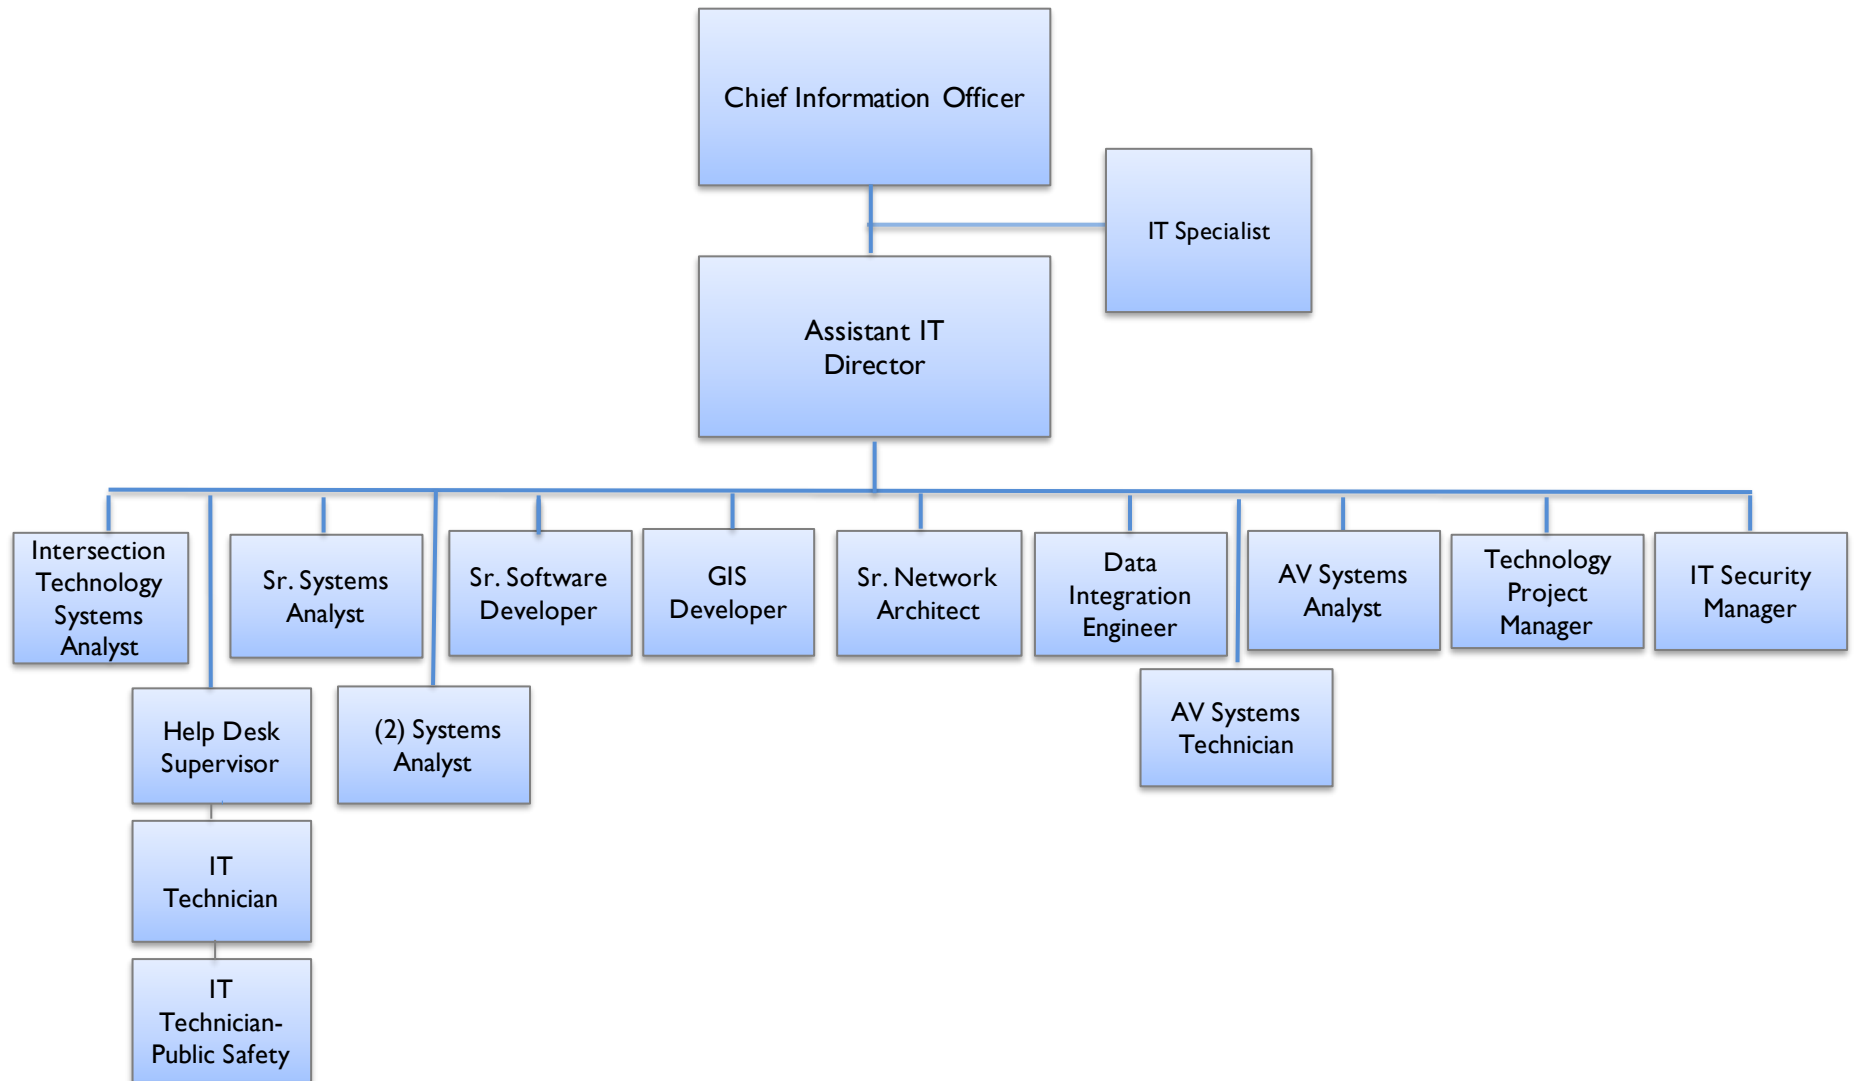 Chief Information Officer
IT Specialist
Assistant IT
Director
Intersection
Technology
Systems
Analyst
Sr. Systems
Analyst
Sr. Software
Developer
GIS
Developer
Sr. Network
Architect
Data
Integration
Engineer
AV Systems
Analyst
Technology
Project
Manager
IT Security
Manager
Help Desk
Supervisor
(2) Systems
Analyst
AV Systems
Technician
IT
Technician
IT
Technician-
Public Safety